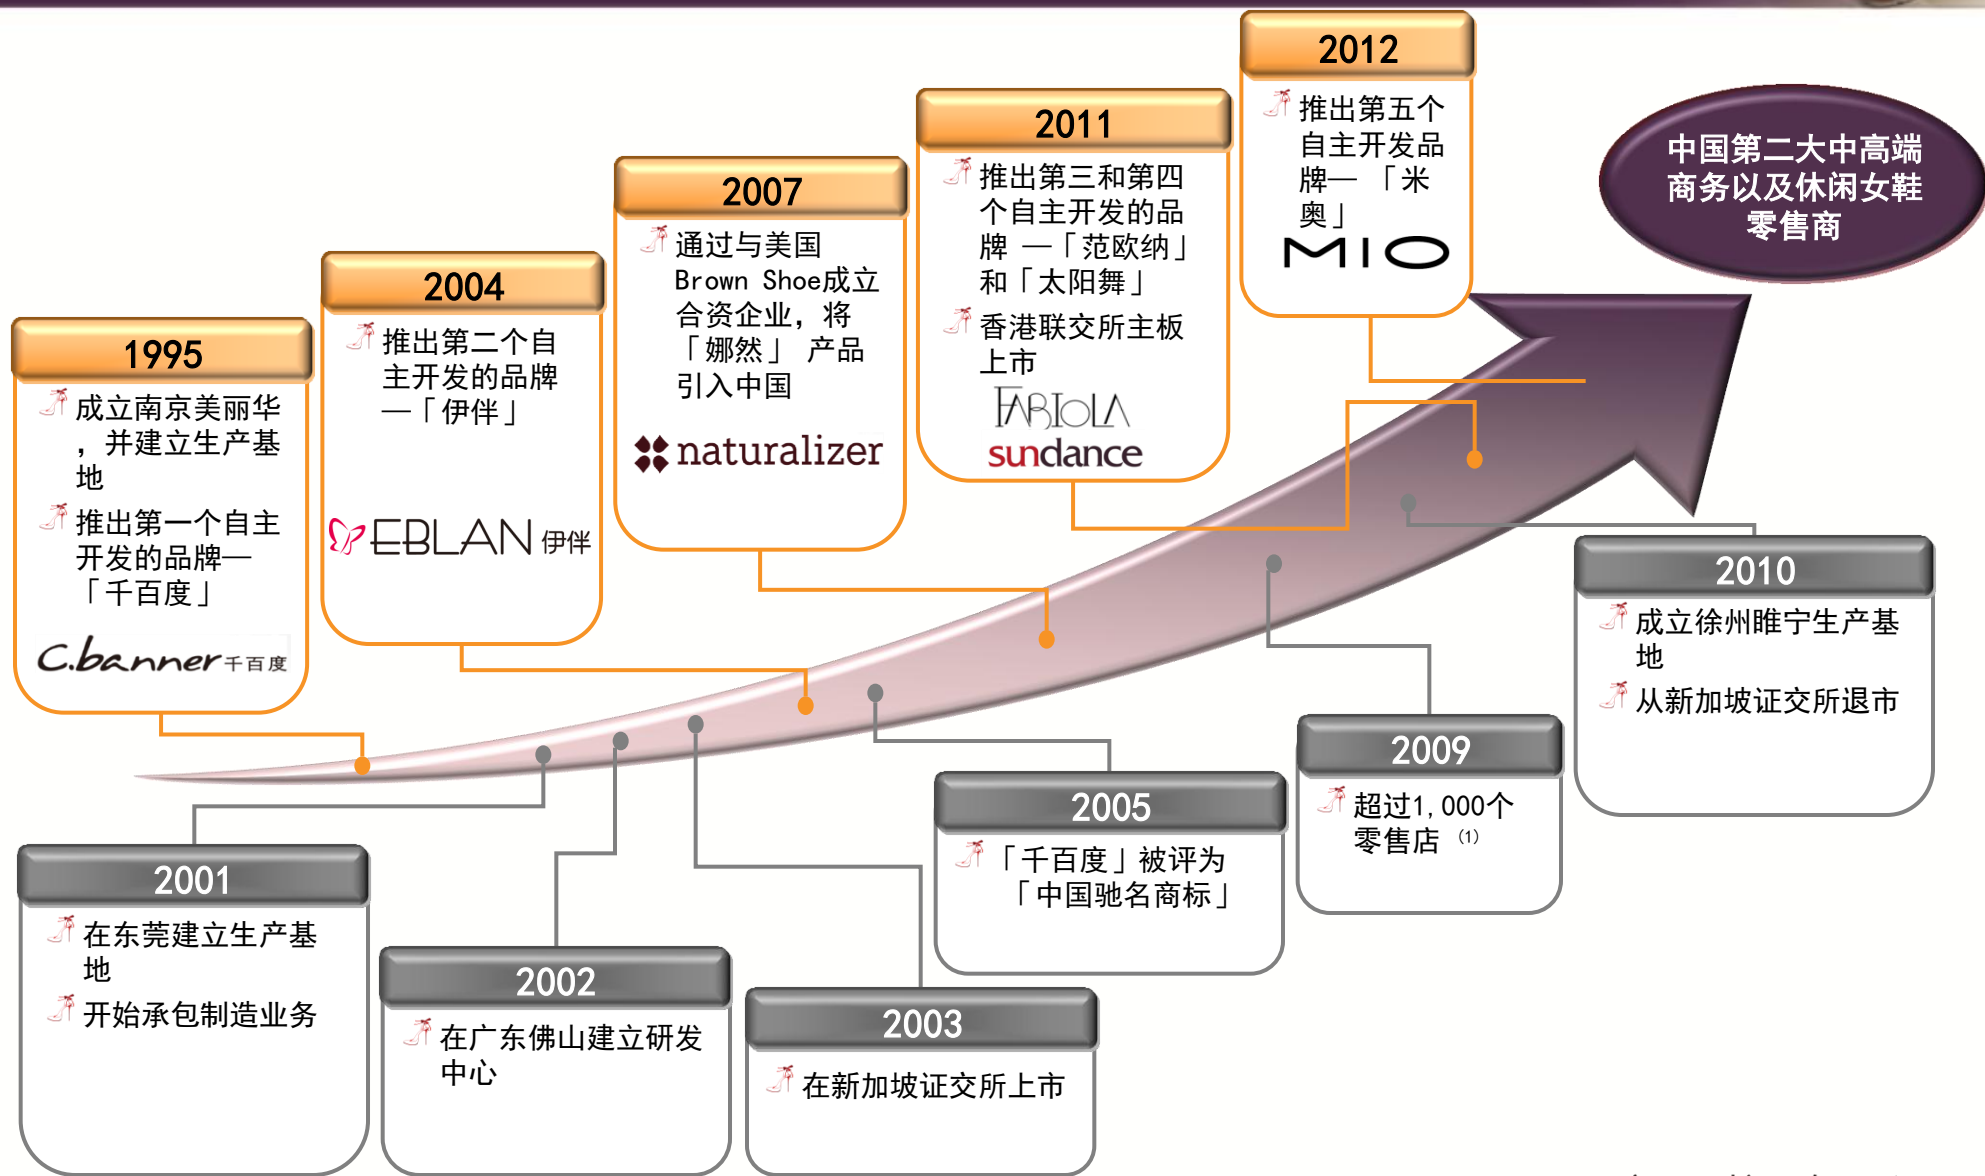 2012
推出第五个
自主开发品
牌— 「米
奥」
MIO
中国第二大中高端
商务以及休闲女鞋
零售商
2011
推出第三和第四
个自主开发的品
牌 —「范欧纳」
和「太阳舞」
香港联交所主板
上市
FABIOLA
sundance
2007
通过与美国
Brown Shoe成立
合资企业, 将
「娜然」 产品
引入中国
naturalizer
2004
推出第二个自
主开发的品牌
—「伊伴」
EBLAN 伊伴
1995
成立南京美丽华
, 并建立生产基
地
推出第一个自主
开发的品牌—
「千百度」
C.banner千百度
2010
成立徐州睢宁生产基
地
从新加坡证交所退市
2009
超过1,000个
零售店 (1)
2005
「千百度」被评为
「中国驰名商标」
2001
在东莞建立生产基
地
开始承包制造业务
2002
在广东佛山建立研发
中心
2003
在新加坡证交所上市